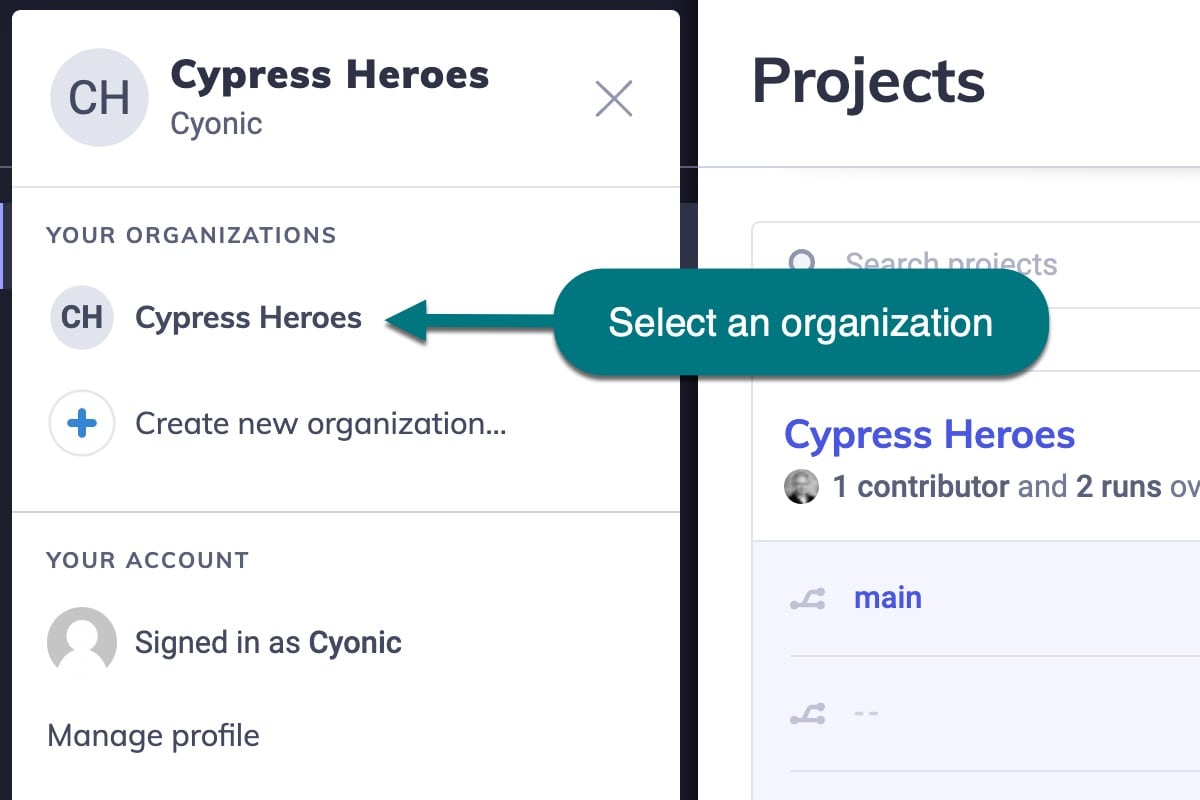 CH
Cypress Heroes
Cyonic
YOUR ORGANIZATIONS
CH
Cypress Heroes
Create new organization...
YOUR ACCOUNT
Signed in as Cyonic
Manage profile
Projects
Search projects
Select an organization
Cypress Heroes
1 contributor and 2 runs ov
main
--